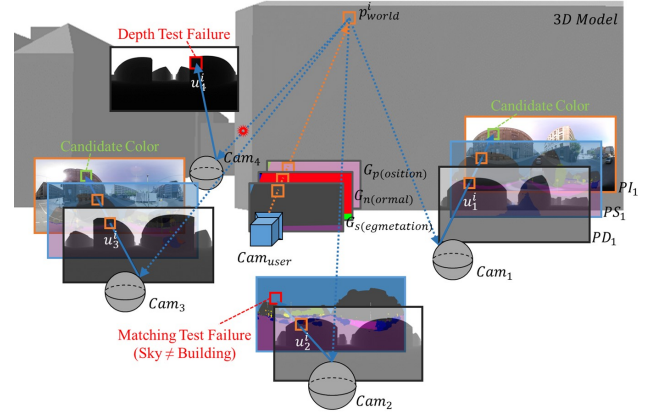 Depth Test Failure
p^i_world
3D Model
u^i_4
Candidate Color
Candidate Color
Cam_4
G_p(osition)
G_n(ormal)
G_s(egmetation)
PI_1
PS_1
PD_1
u^i_1
u^i_3
Cam_user
Cam_1
Cam_3
Matching Test Failure
(Sky ≠ Building)
u^i_2
Cam_2